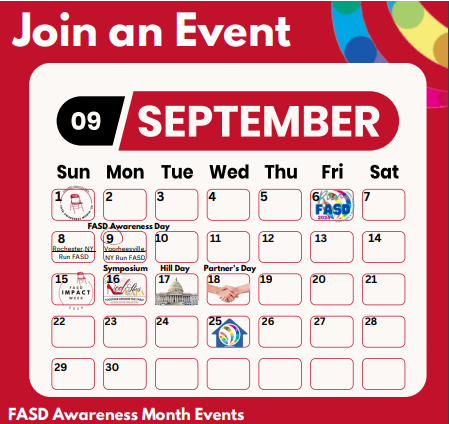 Join an Event
09 SEPTEMBER
Sun Mon Tue Wed Thu Fri Sat
1 2 3 4 5 6 7
FASD
FASD Awareness Day
8 9 10 11 12 13 14
Rochester, NY Voorheesville,
Run FASD NY Run FASD
Symposium Hill Day Partner's Day
15 16 17 18 19 20 21
FASD
IMPACT
WEEK
22 23 24 25 26 27 28
29 30
FASD Awareness Month Events